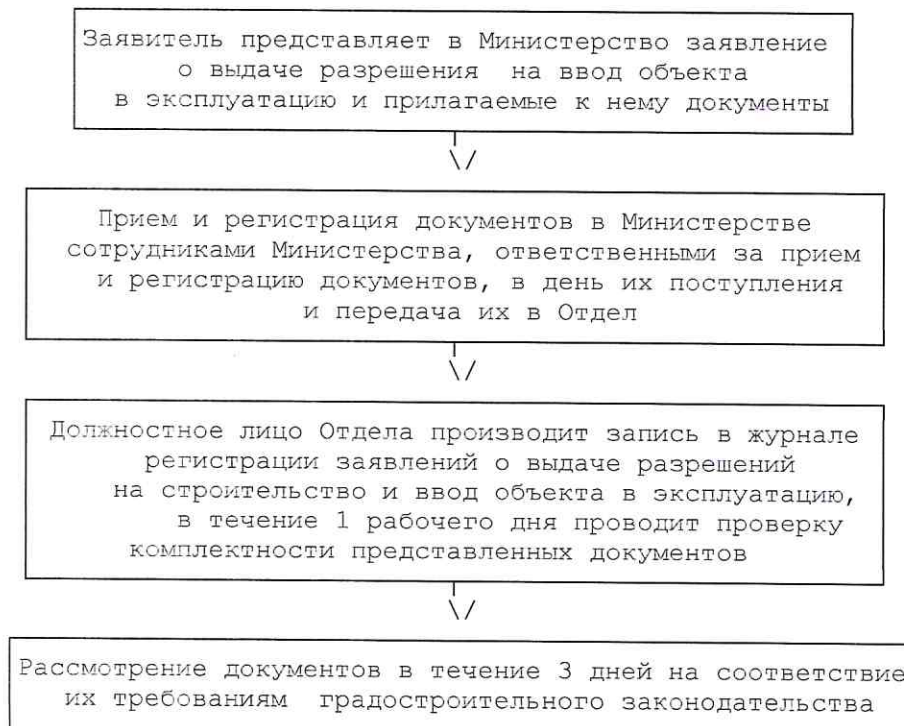 Заявитель представляет в Министерство заявление
о выдаче разрешения на ввод объекта
в эксплуатацию и прилагаемые к нему документы
\/
Прием и регистрация документов в Министерстве
сотрудниками Министерства, ответственными за прием
и регистрацию документов, в день их поступления
и передача их в Отдел
\/
Должностное лицо Отдела производит запись в журнале
регистрации заявлений о выдаче разрешений
на строительство и ввод объекта в эксплуатацию,
в течение 1 рабочего дня проводит проверку
комплектности представленных документов
\/
Рассмотрение документов в течение 3 дней на соответствие
их требованиям градостроительного законодательства